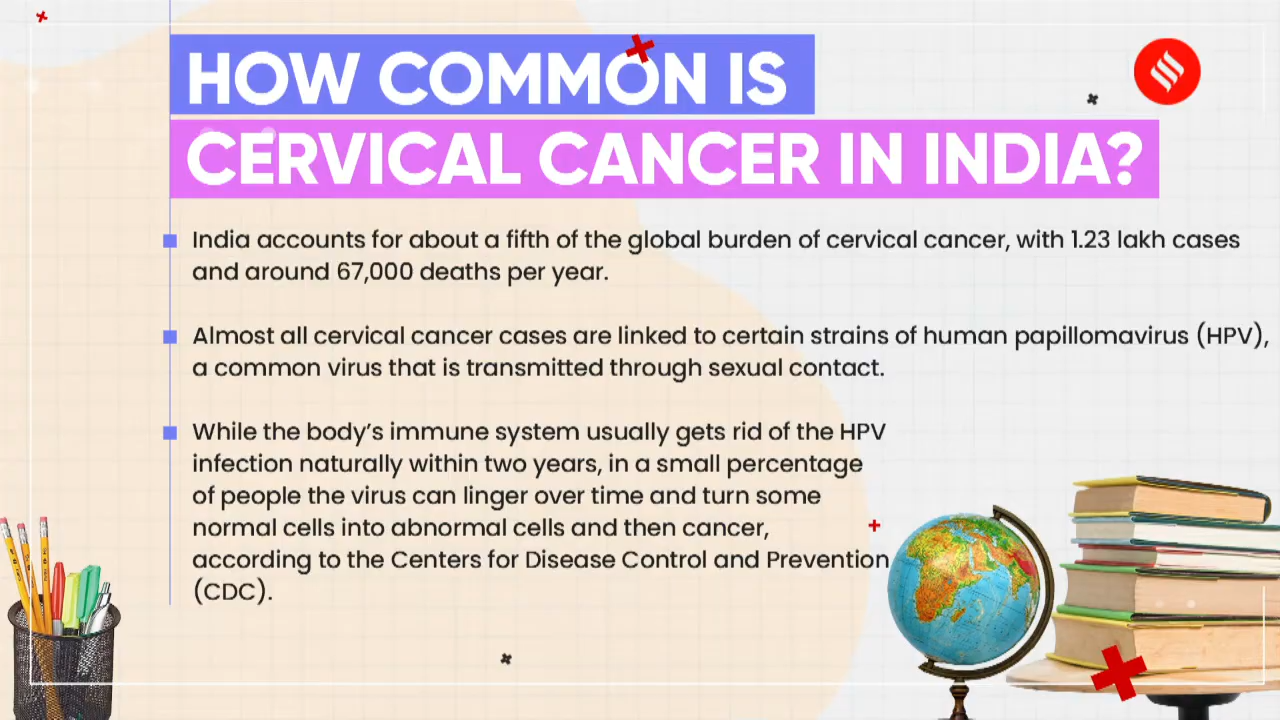 HOW COMMON IS
CERVICAL CANCER IN INDIA?
India accounts for about a fifth of the global burden of cervical cancer, with 1.23 lakh cases
and around 67,000 deaths per year.
Almost all cervical cancer cases are linked to certain strains of human papillomavirus (HPV),
a common virus that is transmitted through sexual contact.
While the body’s immune system usually gets rid of the HPV
infection naturally within two years, in a small percentage
of people the virus can linger over time and turn some
normal cells into abnormal cells and then cancer,
according to the Centers for Disease Control and Prevention
(CDC).